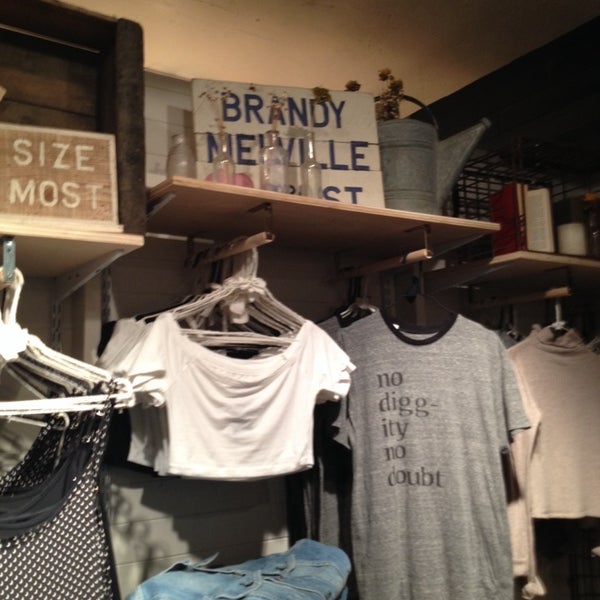 SIZE
MOST
BRANDY
MELVILLE
no
digg-
ity
no
doubt